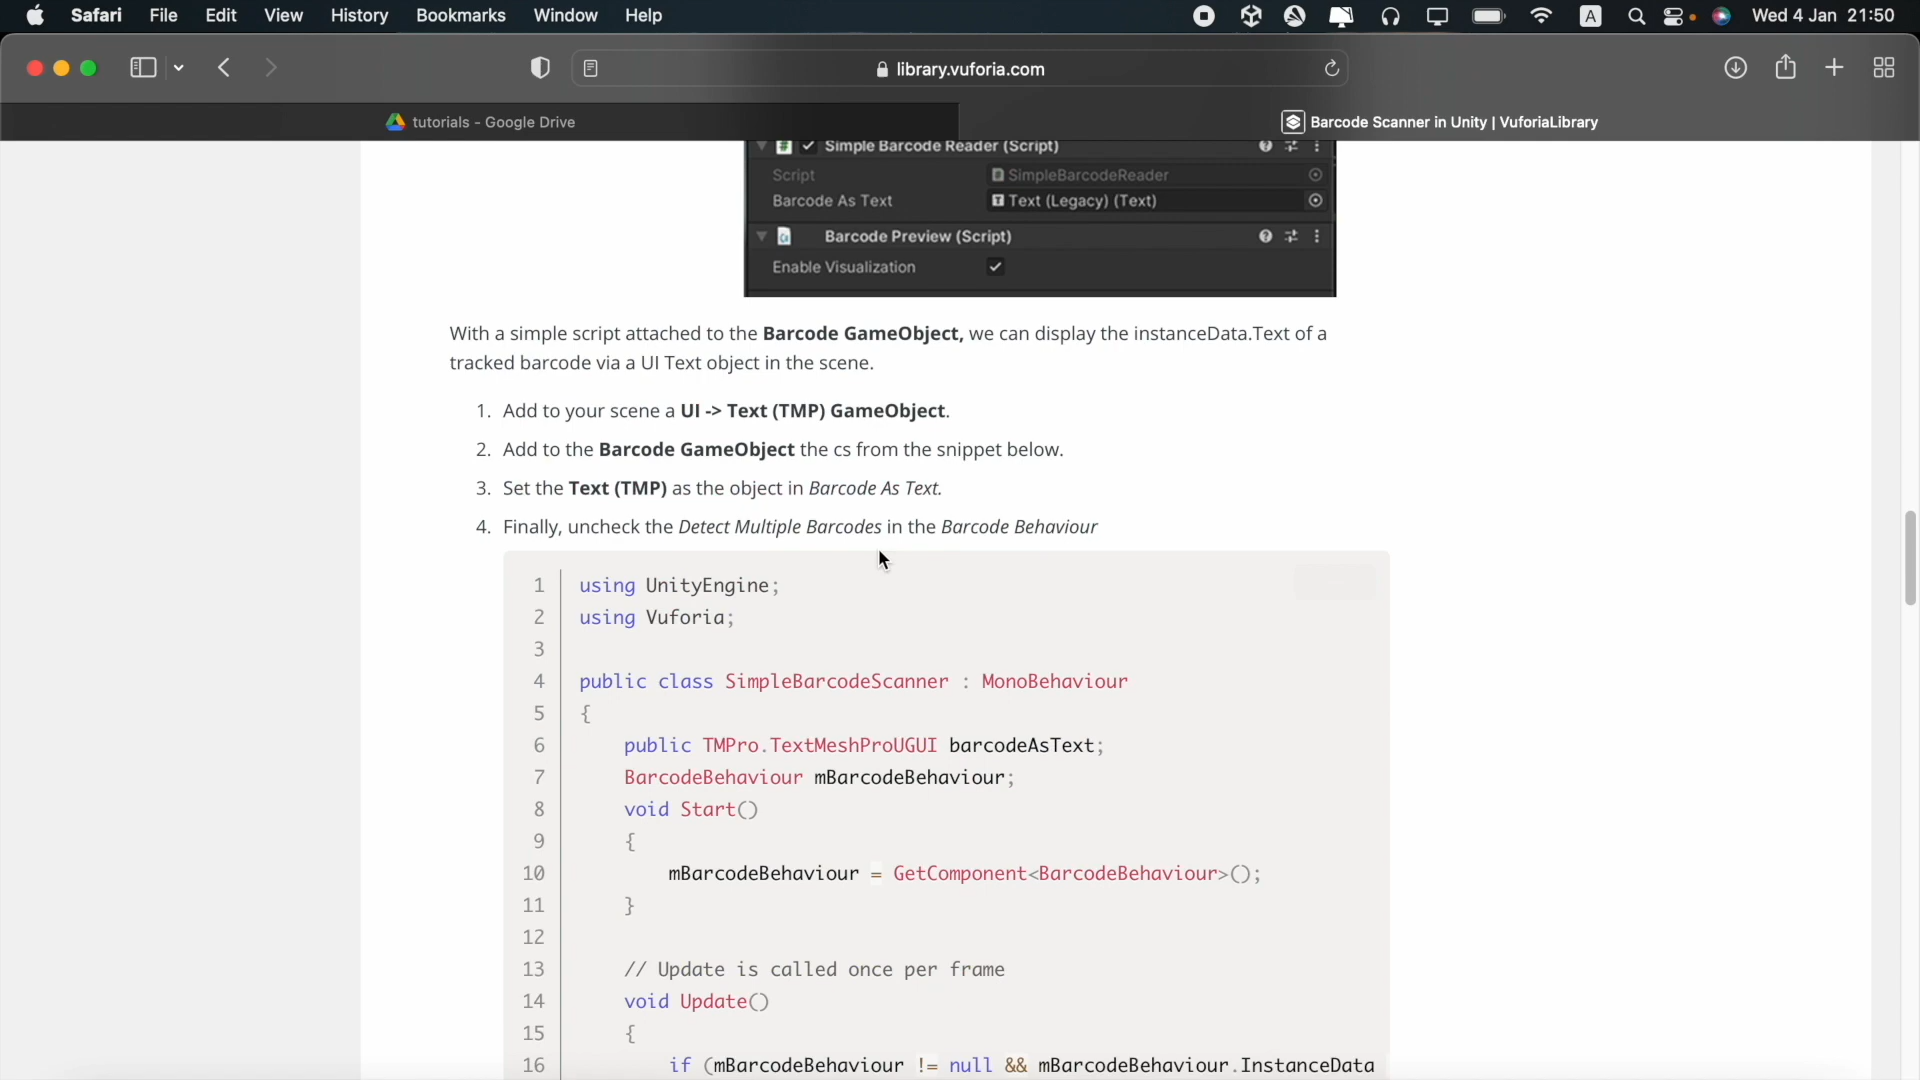 Safari File Edit View History Bookmarks Window Help A Wed 4 Jan 21:50
library.vuforia.com
tutorials - Google Drive
Barcode Scanner in Unity | VuforiaLibrary
Simple Barcode Reader (Script)
Script SimpleBarcodeReader
Barcode As Text Text (Legacy) (Text)
Barcode Preview (Script)
Enable Visualization
With a simple script attached to the Barcode GameObject, we can display the instanceData.Text of a
tracked barcode via a UI Text object in the scene.
1. Add to your scene a UI -> Text (TMP) GameObject.
2. Add to the Barcode GameObject the cs from the snippet below.
3. Set the Text (TMP) as the object in Barcode As Text.
4. Finally, uncheck the Detect Multiple Barcodes in the Barcode Behaviour
1 using UnityEngine;
2 using Vuforia;
3
4 public class SimpleBarcodeScanner : MonoBehaviour
5 {
6 public TMPro.TextMeshProUGUI barcodeAsText;
7 BarcodeBehaviour mBarcodeBehaviour;
8 void Start()
9 {
10 mBarcodeBehaviour = GetComponent<BarcodeBehaviour>();
11 }
12
13 // Update is called once per frame
14 void Update()
15 {
16 if (mBarcodeBehaviour != null && mBarcodeBehaviour.InstanceData